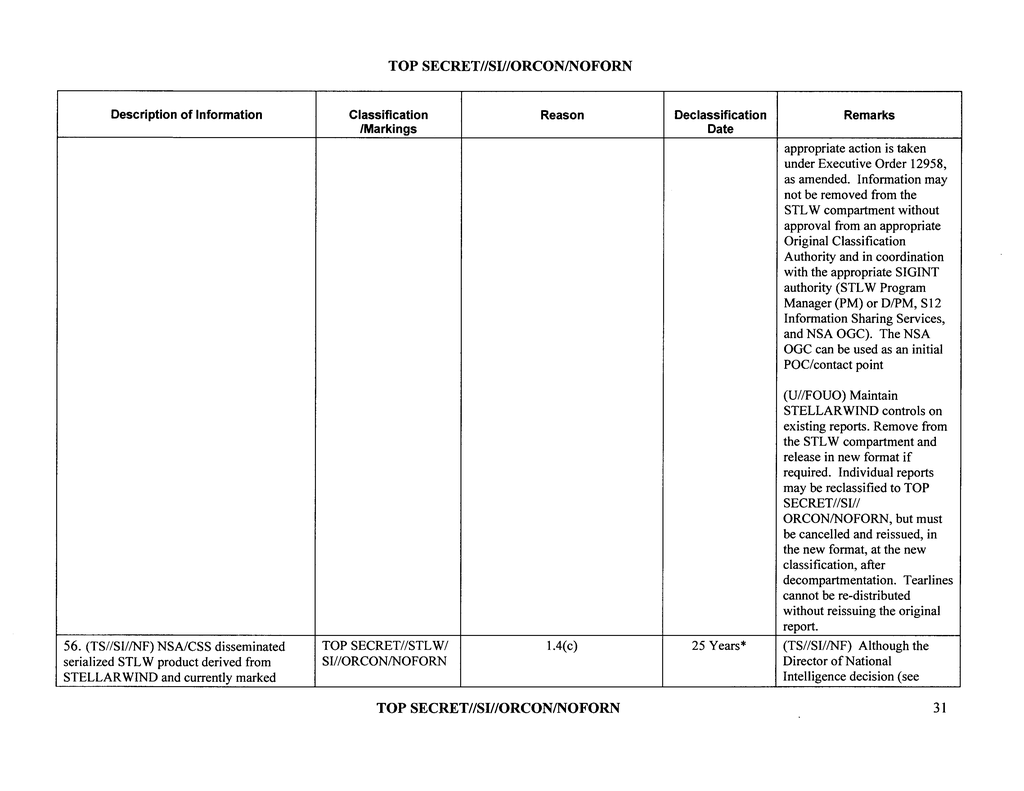 TOP SECRET//SI//ORCON/NOFORN
Description of Information
Classification
/Markings
Reason
Declassification
Date
Remarks
appropriate action is taken
under Executive Order 12958,
as amended. Information may
not be removed from the
STLW compartment without
approval from an appropriate
Original Classification
Authority and in coordination
with the appropriate SIGINT
authority (STLW Program
Manager (PM) or D/PM, S12
Information Sharing Services,
and NSA OGC). The NSA
OGC can be used as an initial
POC/contact point
(U//FOUO) Maintain
STELLARWIND controls on
existing reports. Remove from
the STLW compartment and
release in new format if
required. Individual reports
may be reclassified to TOP
SECRET//SI//
ORCON/NOFORN, but must
be cancelled and reissued, in
the new format, at the new
classification, after
decompartmentation. Tearlines
cannot be re-distributed
without reissuing the original
report.
56. (TS//SI//NF) NSA/CSS disseminated
serialized STLW product derived from
STELLARWIND and currently marked
TOP SECRET//STLW/
SI//ORCON/NOFORN
1.4(c)
25 Years*
(TS//SI//NF) Although the
Director of National
Intelligence decision (see
TOP SECRET//SI//ORCON/NOFORN
31